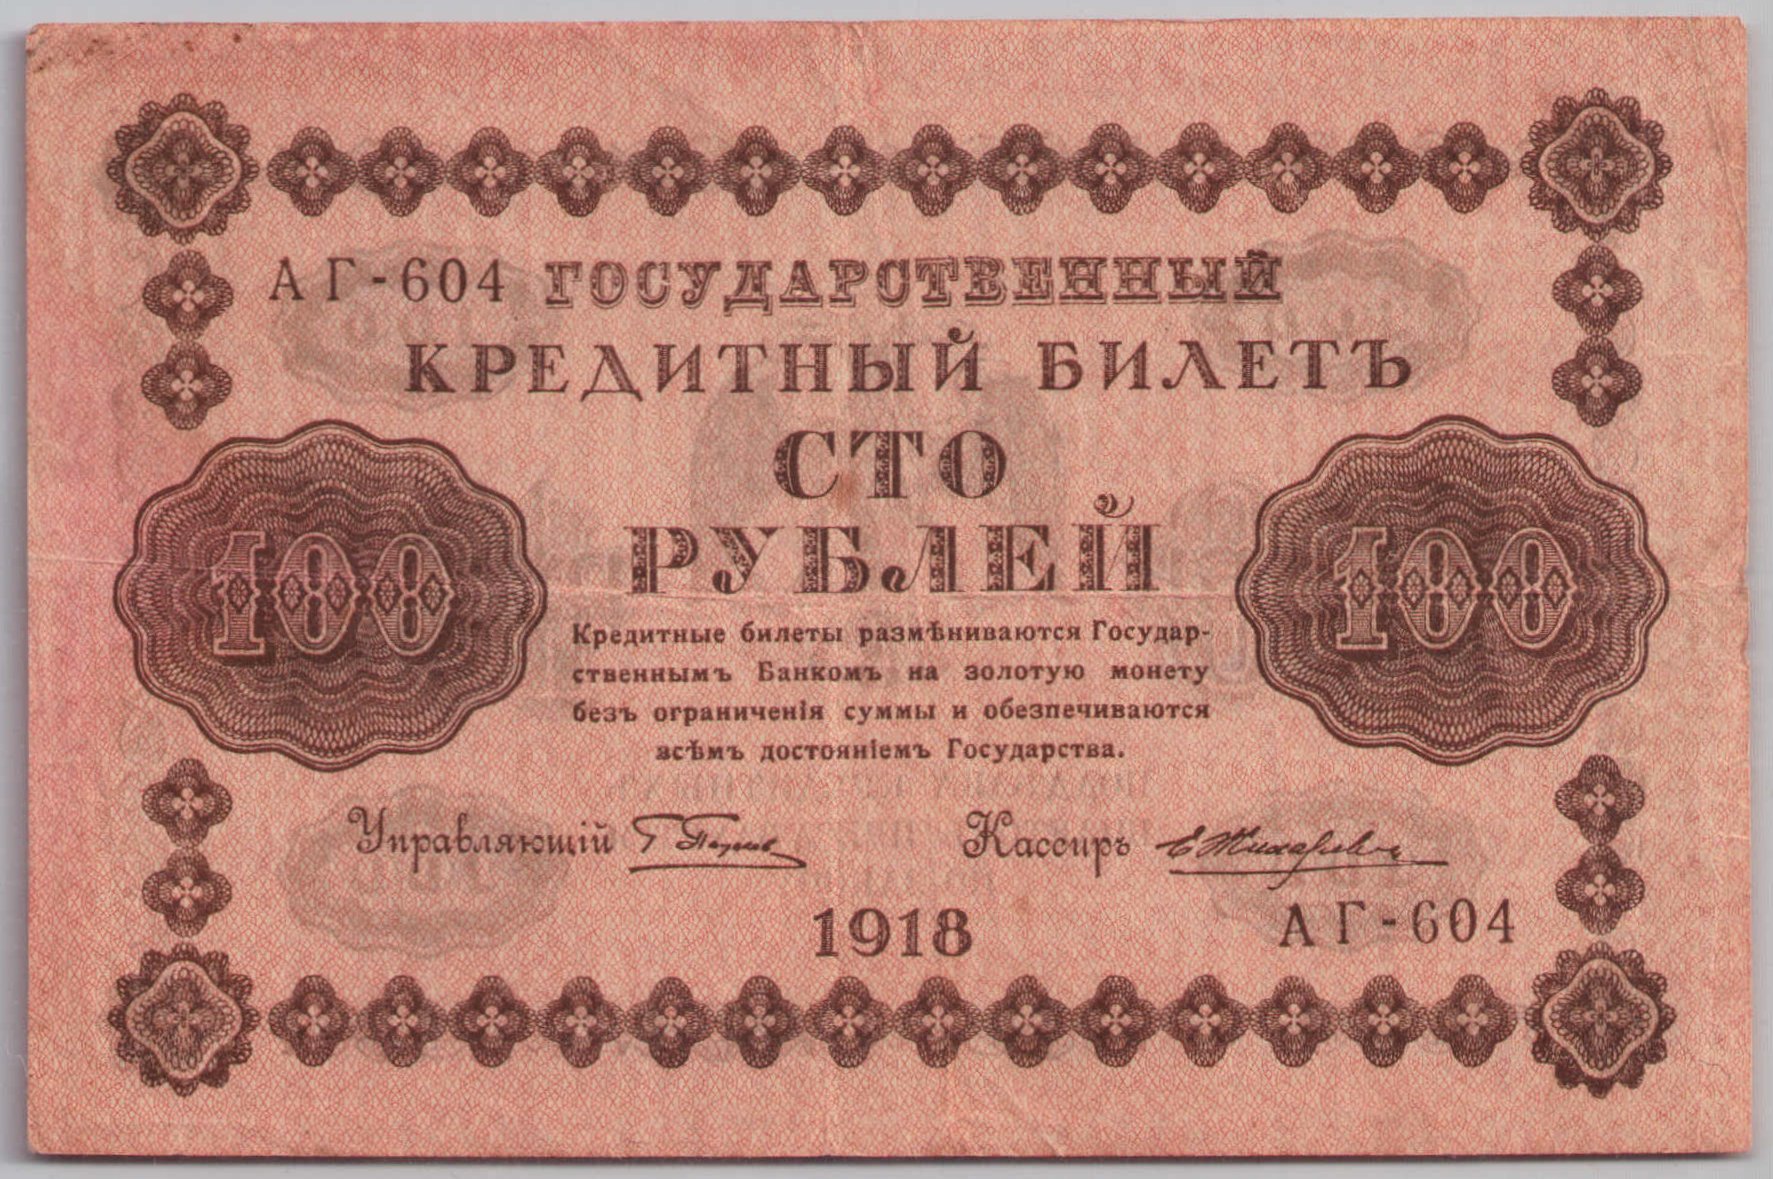 АГ-604 ГОСУДАРСТВЕННЫЙ
КРЕДИТНЫЙ БИЛЕТЪ
СТО
РУБЛЕЙ
100
100
Кредитные билеты размѣниваются Государ-
ственнымъ Банкомъ на золотую монету
безъ ограниченія суммы и обезпечиваются
всѣмъ достояніемъ Государства.
Управляющій Кассиръ
1918
АГ-604